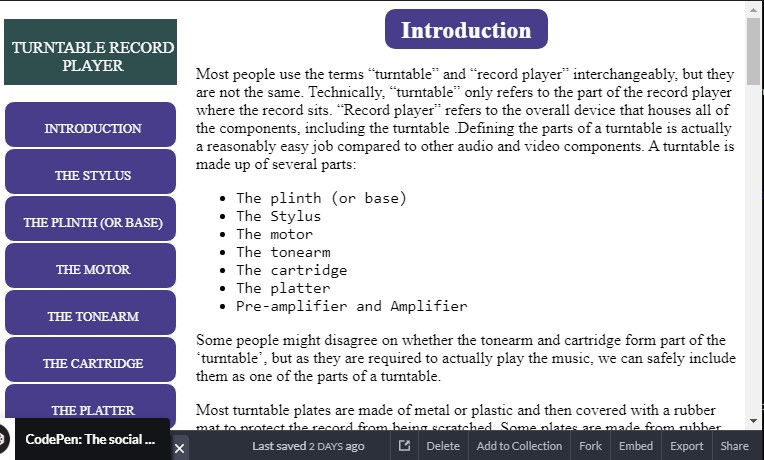 TURNTABLE RECORD
PLAYER
INTRODUCTION
THE STYLUS
THE PLINTH (OR BASE)
THE MOTOR
THE TONEARM
THE CARTRIDGE
THE PLATTER
Introduction
Most people use the terms “turntable” and “record player” interchangeably, but they
are not the same. Technically, “turntable” only refers to the part of the record player
where the record sits. “Record player” refers to the overall device that houses all of
the components, including the turntable .Defining the parts of a turntable is actually
a reasonably easy job compared to other audio and video components. A turntable is
made up of several parts:
• The plinth (or base)
• The Stylus
• The motor
• The tonearm
• The cartridge
• The platter
• Pre-amplifier and Amplifier
Some people might disagree on whether the tonearm and cartridge form part of the
‘turntable’, but as they are required to actually play the music, we can safely include
them as one of the parts of a turntable.
Most turntable plates are made of metal or plastic and then covered with a rubber
mat to protect the record from being scratched. Some plates are made from rubber
CodePen: The social ...
Last saved 2 DAYS ago
Delete
Add to Collection
Fork
Embed
Export
Share